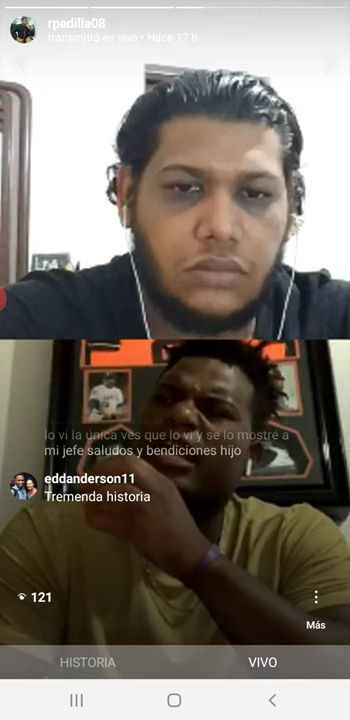 rpadilla08
transmitió en vivo • Hace 17 h
lo vi la única ves que lo vi y se lo mostré a
mi jefe saludos y bendiciones hijo
eddanderson11
Tremenda historia
121
Más
HISTORIA
VIVO